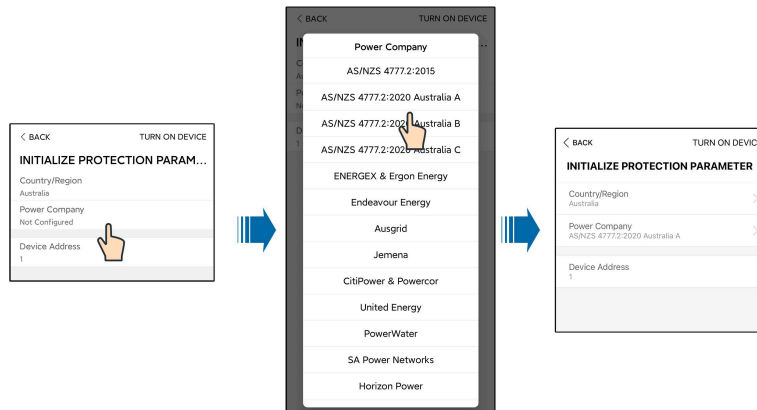 < BACK TURN ON DEVICE
INITIALIZE PROTECTION PARAM...
Country/Region
Australia
Power Company
Not Configured
Device Address
1
< BACK TURN ON DEVICE
Power Company
AS/NZS 4777.2:2015
AS/NZS 4777.2:2020 Australia A
AS/NZS 4777.2:2020 Australia B
AS/NZS 4777.2:2020 Australia C
ENERGEX & Ergon Energy
Endeavour Energy
Ausgrid
Jemena
CitiPower & Powercor
United Energy
PowerWater
SA Power Networks
Horizon Power
< BACK TURN ON DEVIC
INITIALIZE PROTECTION PARAMETER
Country/Region
Australia
Power Company
AS/NZS 4777.2:2020 Australia A
Device Address
1